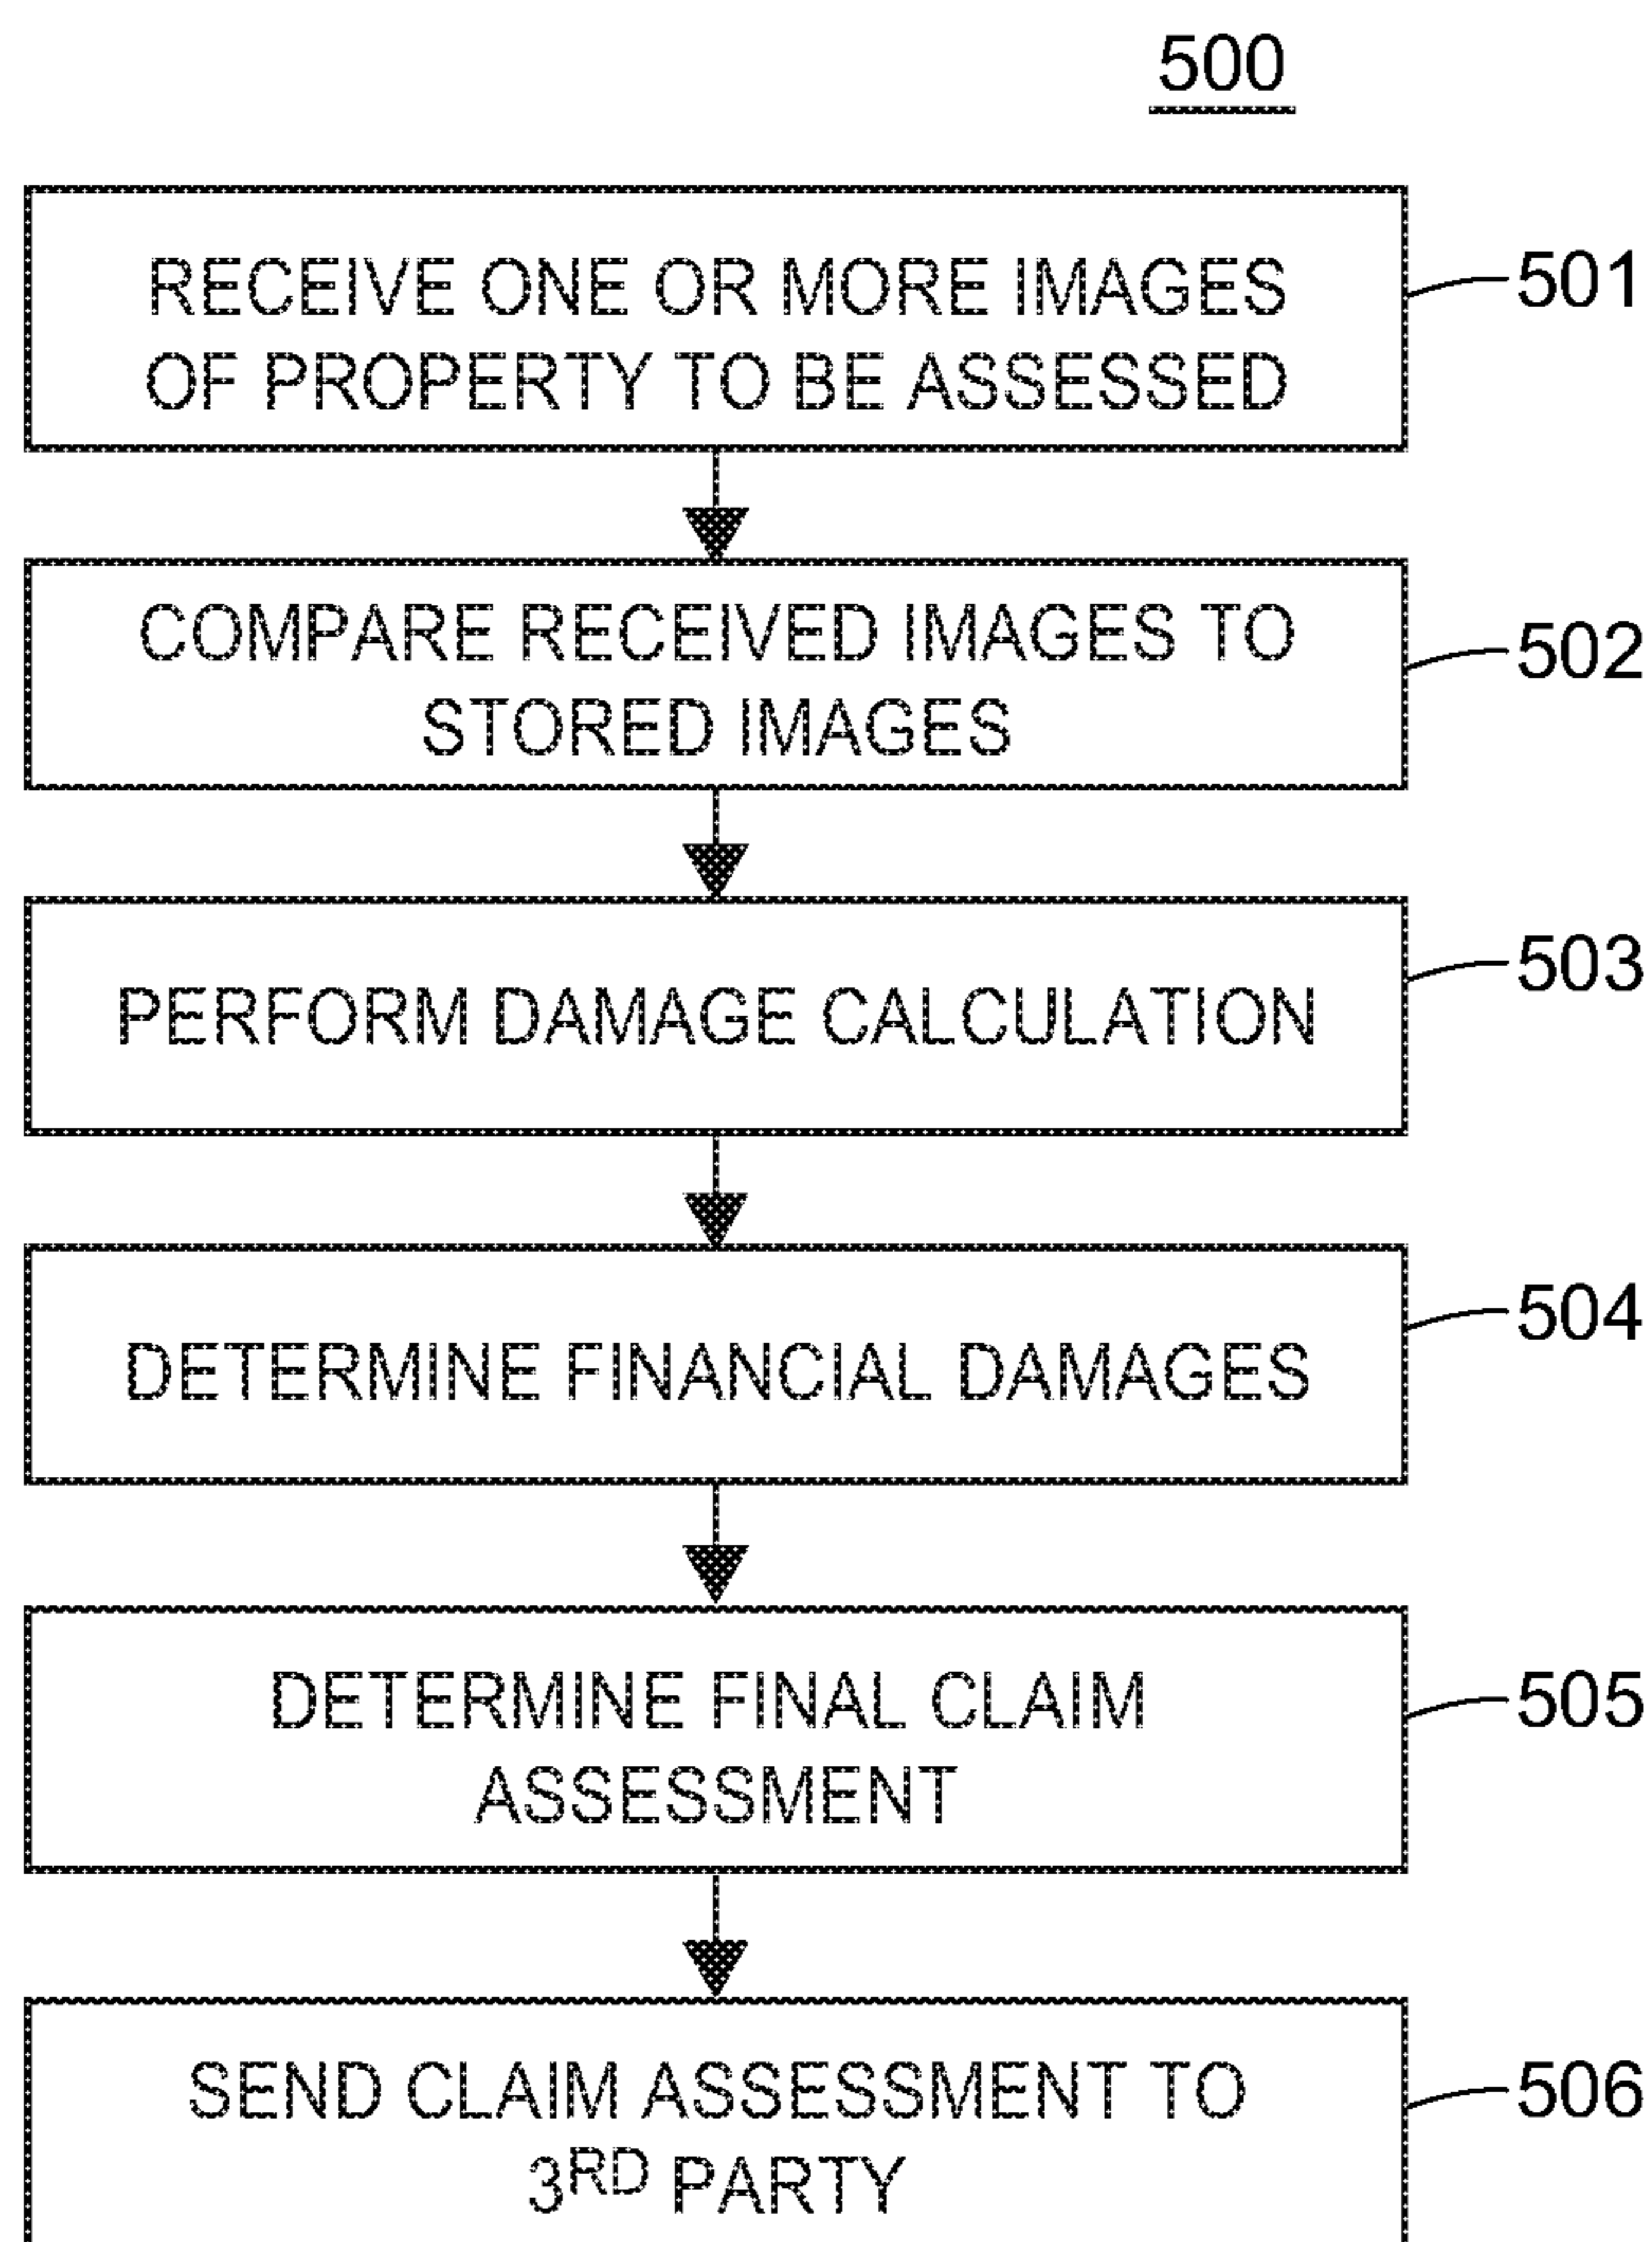 500
RECEIVE ONE OR MORE IMAGES
OF PROPERTY TO BE ASSESSED
501
COMPARE RECEIVED IMAGES TO
STORED IMAGES
502
PERFORM DAMAGE CALCULATION
503
DETERMINE FINANCIAL DAMAGES
504
DETERMINE FINAL CLAIM
ASSESSMENT
505
SEND CLAIM ASSESSMENT TO
3RD PARTY
506